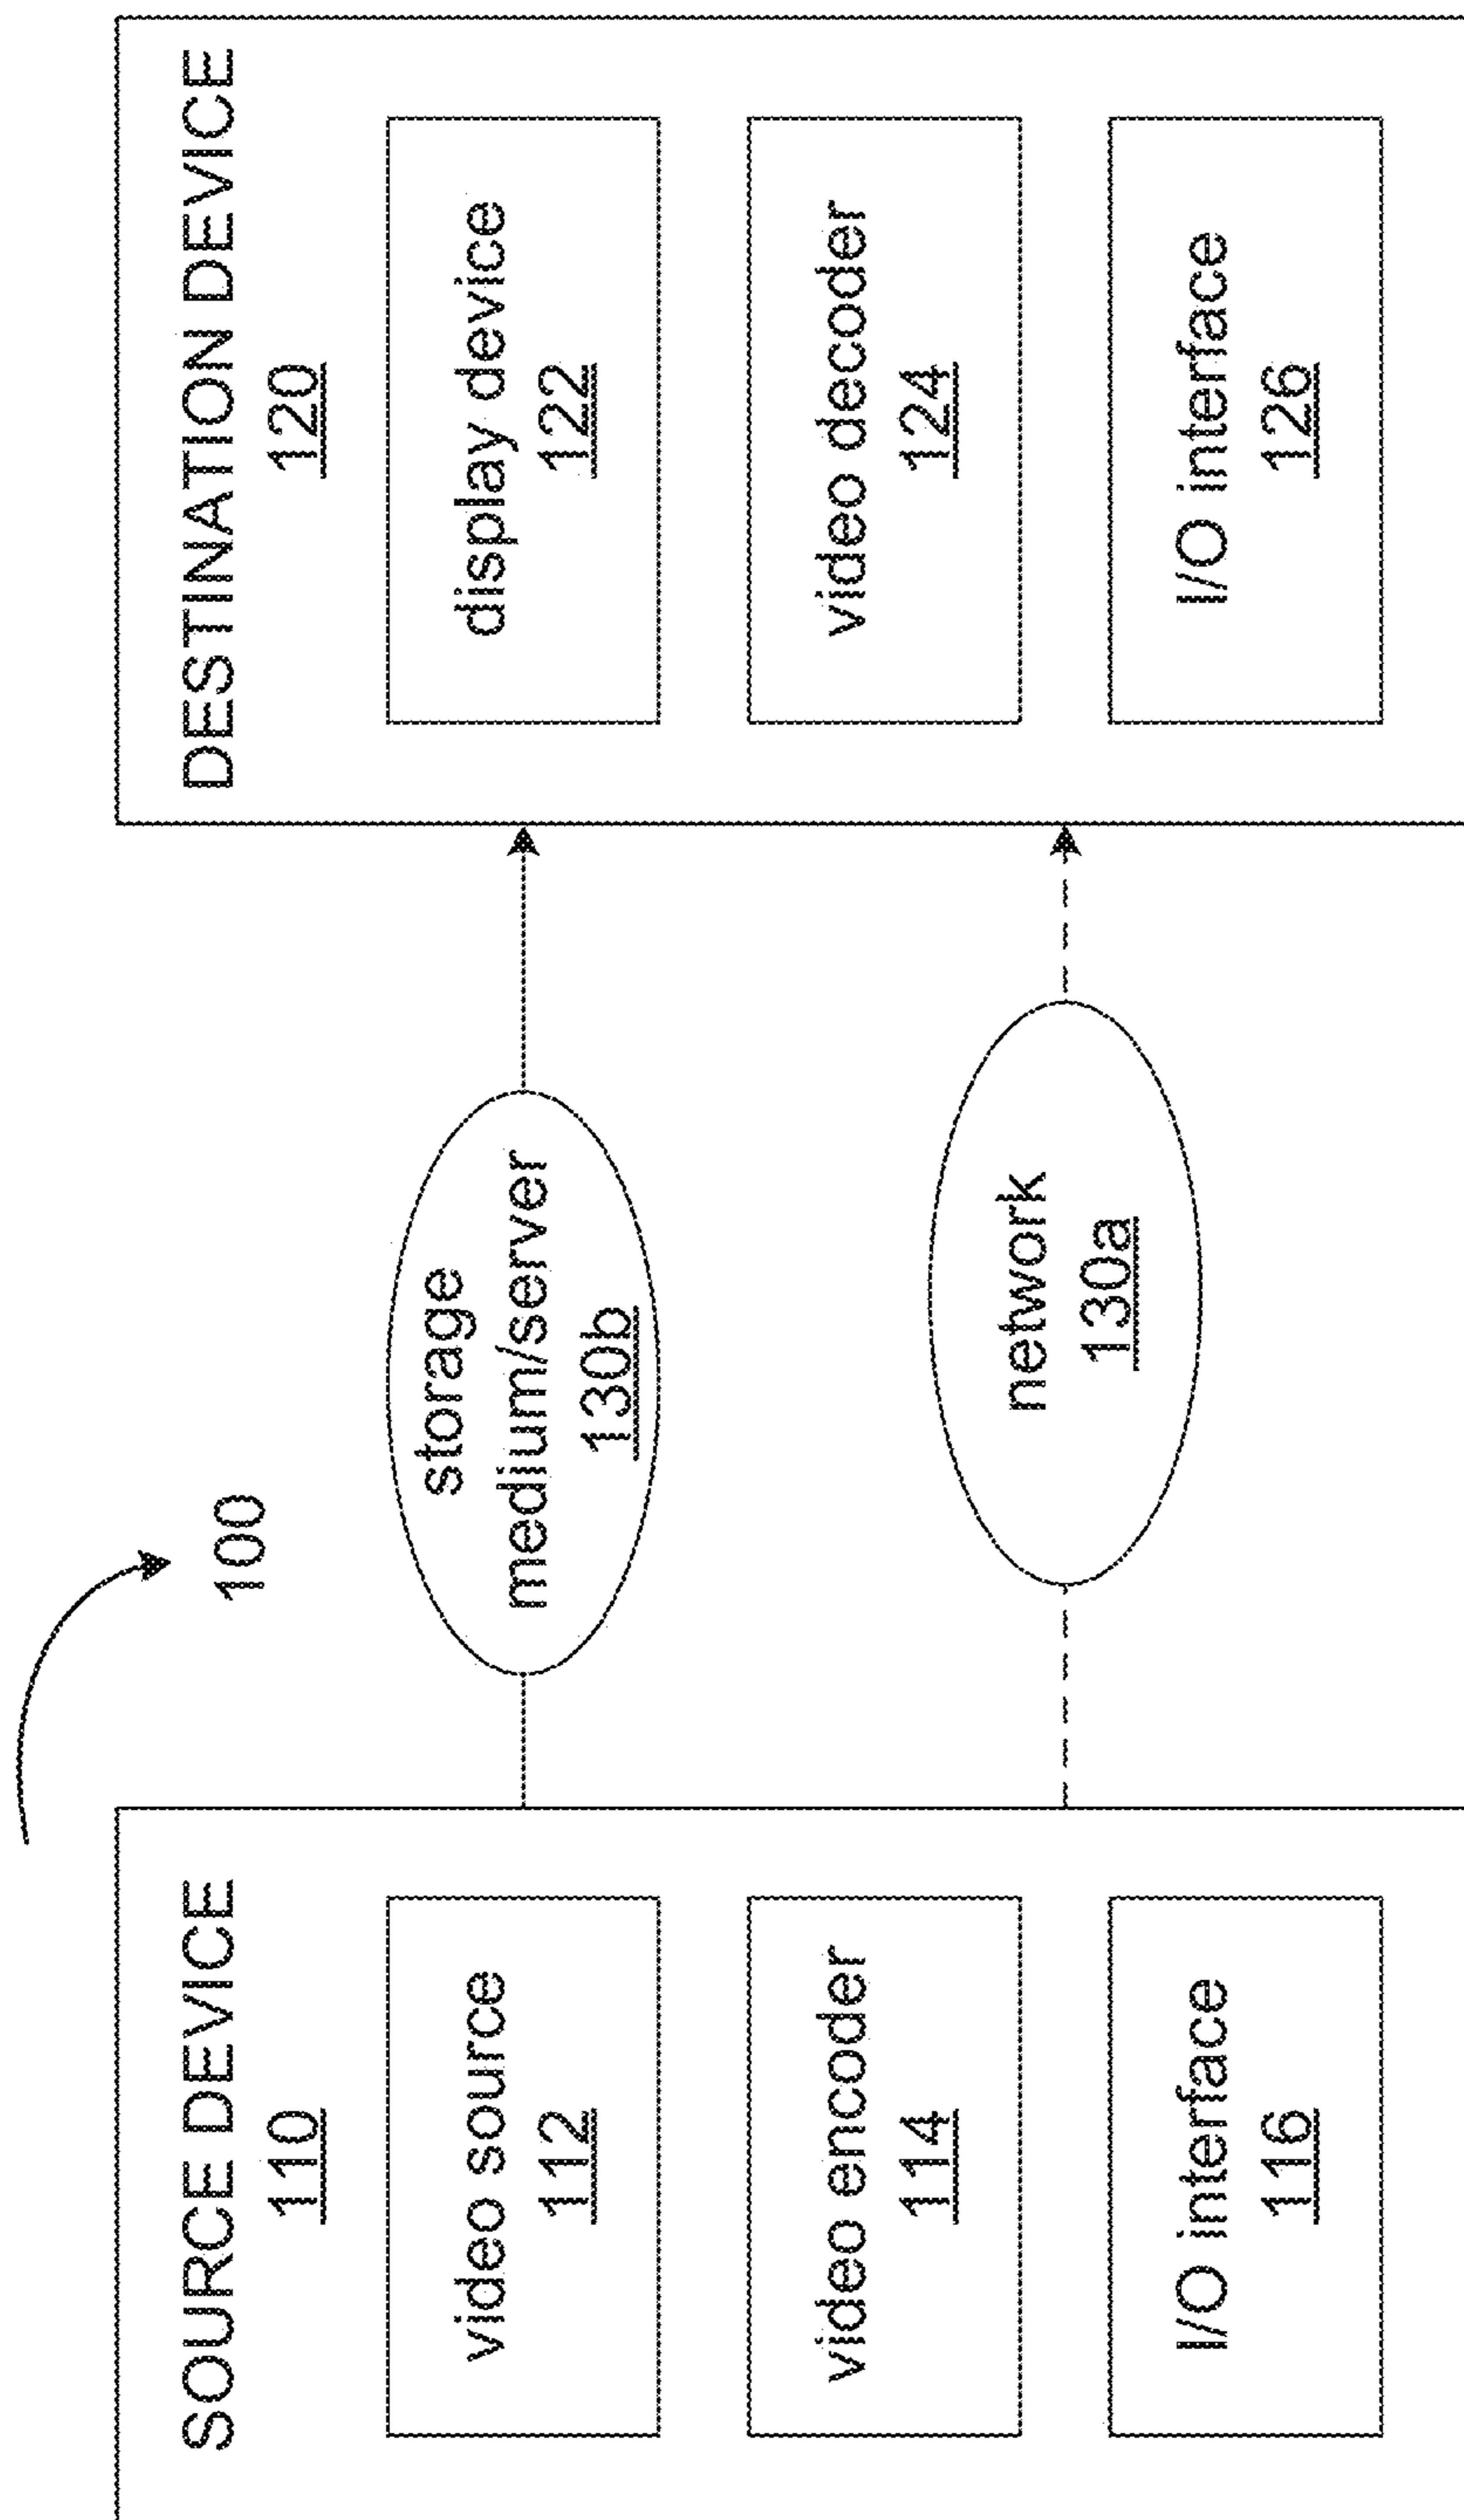 100
SOURCE DEVICE
110
video source
112
video encoder
114
I/O interface
116
storage
medium/server
130b
network
130a
DESTINATION DEVICE
120
display device
122
video decoder
124
I/O interface
126